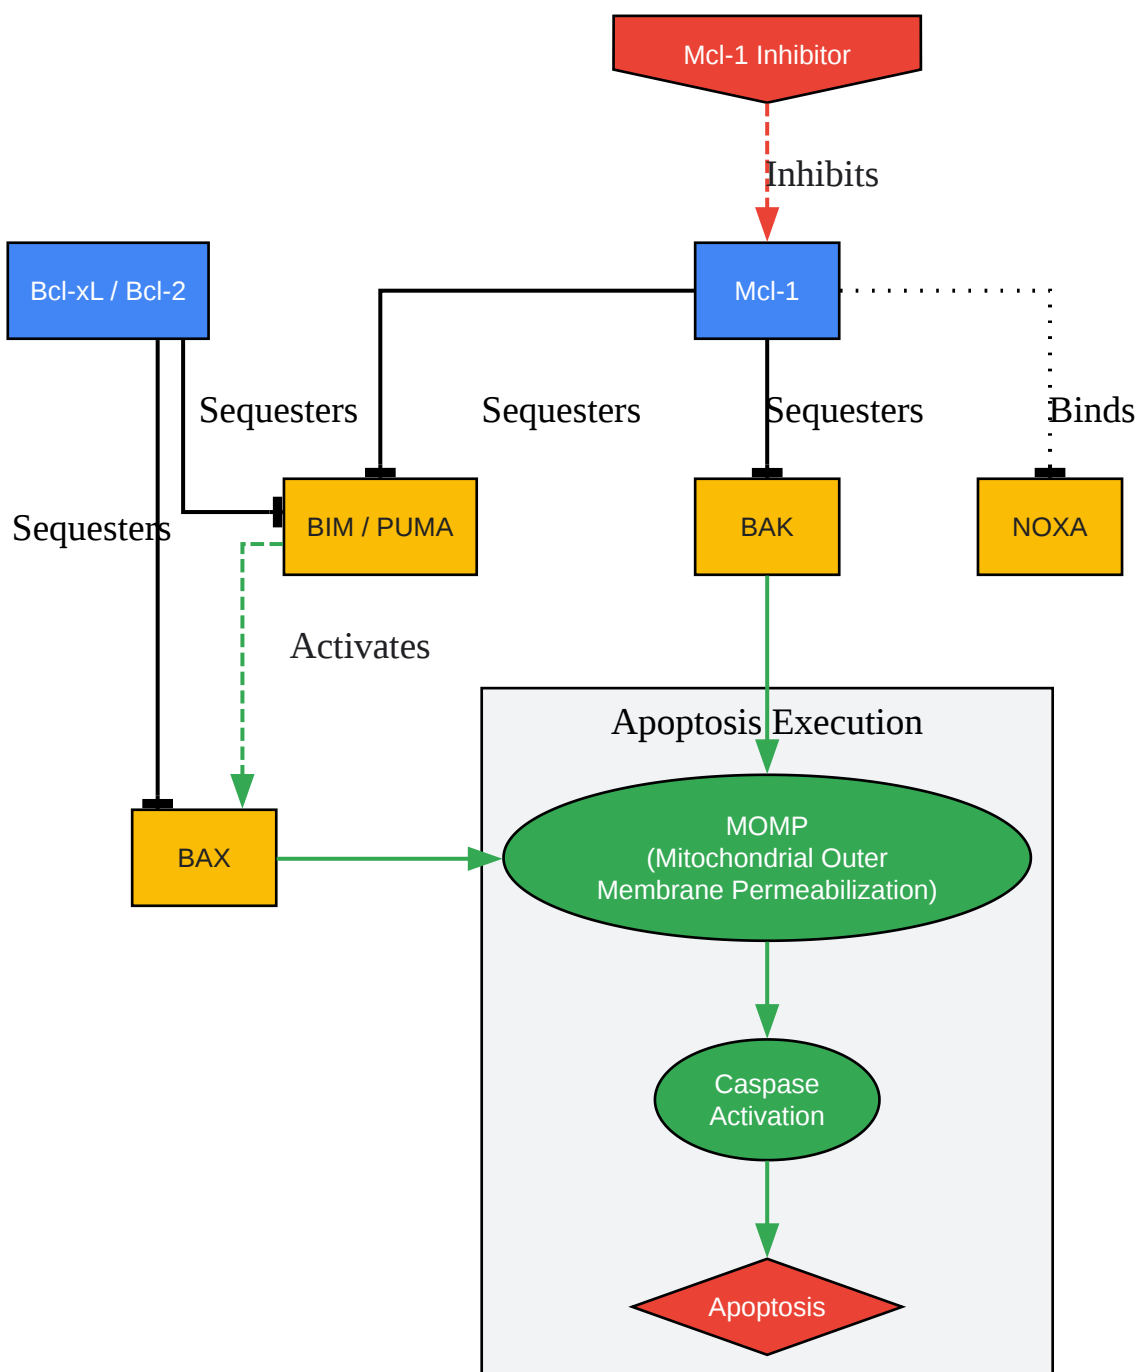 Mcl-1 Inhibitor
Inhibits
Bcl-xL / Bcl-2
Mcl-1
Sequesters
Sequesters
Sequesters
Binds
Sequesters
BIM / PUMA
BAK
NOXA
Activates
Apoptosis Execution
BAX
MOMP
(Mitochondrial Outer
Membrane Permeabilization)
Caspase
Activation
Apoptosis